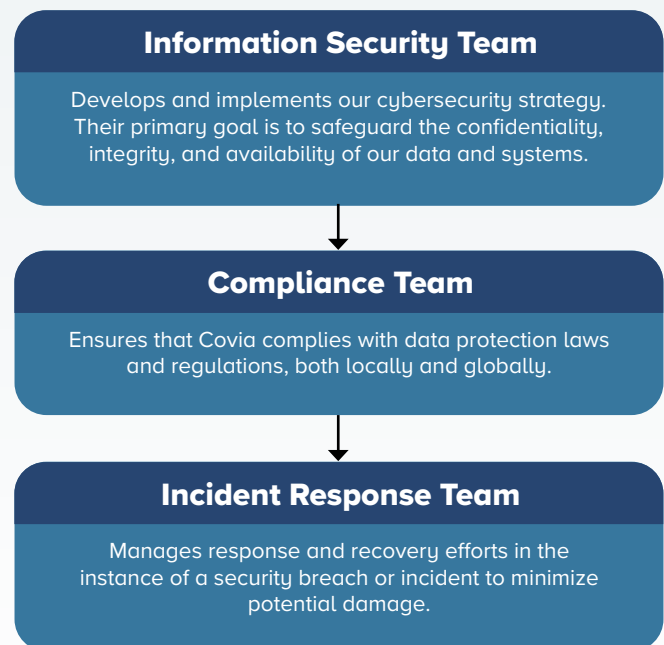 Information Security Team
Develops and implements our cybersecurity strategy.
Their primary goal is to safeguard the confidentiality,
integrity, and availability of our data and systems.
Compliance Team
Ensures that Covia complies with data protection laws
and regulations, both locally and globally.
Incident Response Team
Manages response and recovery efforts in the
instance of a security breach or incident to minimize
potential damage.